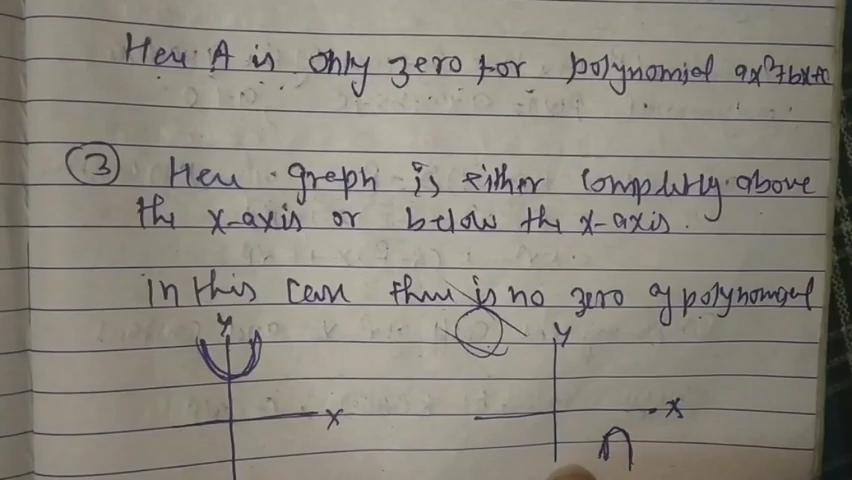 Here A is only zero for polynomial ax²+bx+c
③ Here graph is either completly above
the x-axis or below the x-axis.
in this case there is no zero of polynomial
Y
Y
X
X